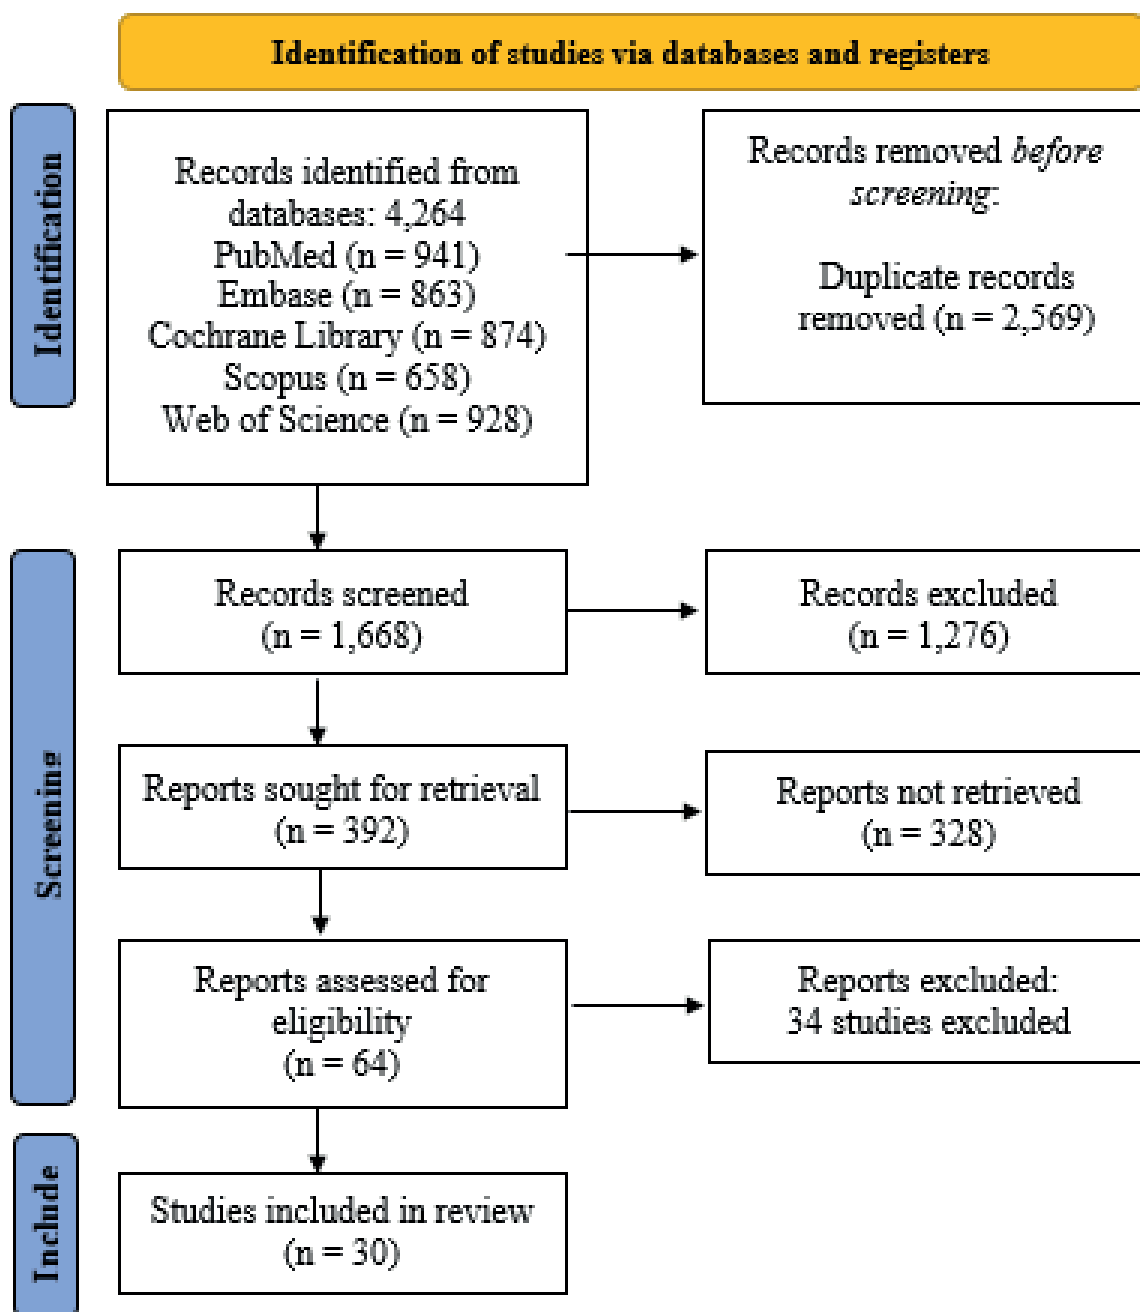 Identification of studies via databases and registers
Identification
Records identified from
databases: 4,264
PubMed (n = 941)
Embase (n = 863)
Cochrane Library (n = 874)
Scopus (n = 658)
Web of Science (n = 928)
Records removed before
screening:
Duplicate records
removed (n = 2,569)
Screening
Records screened
(n = 1,668)
Records excluded
(n = 1,276)
Reports sought for retrieval
(n = 392)
Reports not retrieved
(n = 328)
Reports assessed for
eligibility
(n = 64)
Reports excluded:
34 studies excluded
Include
Studies included in review
(n = 30)